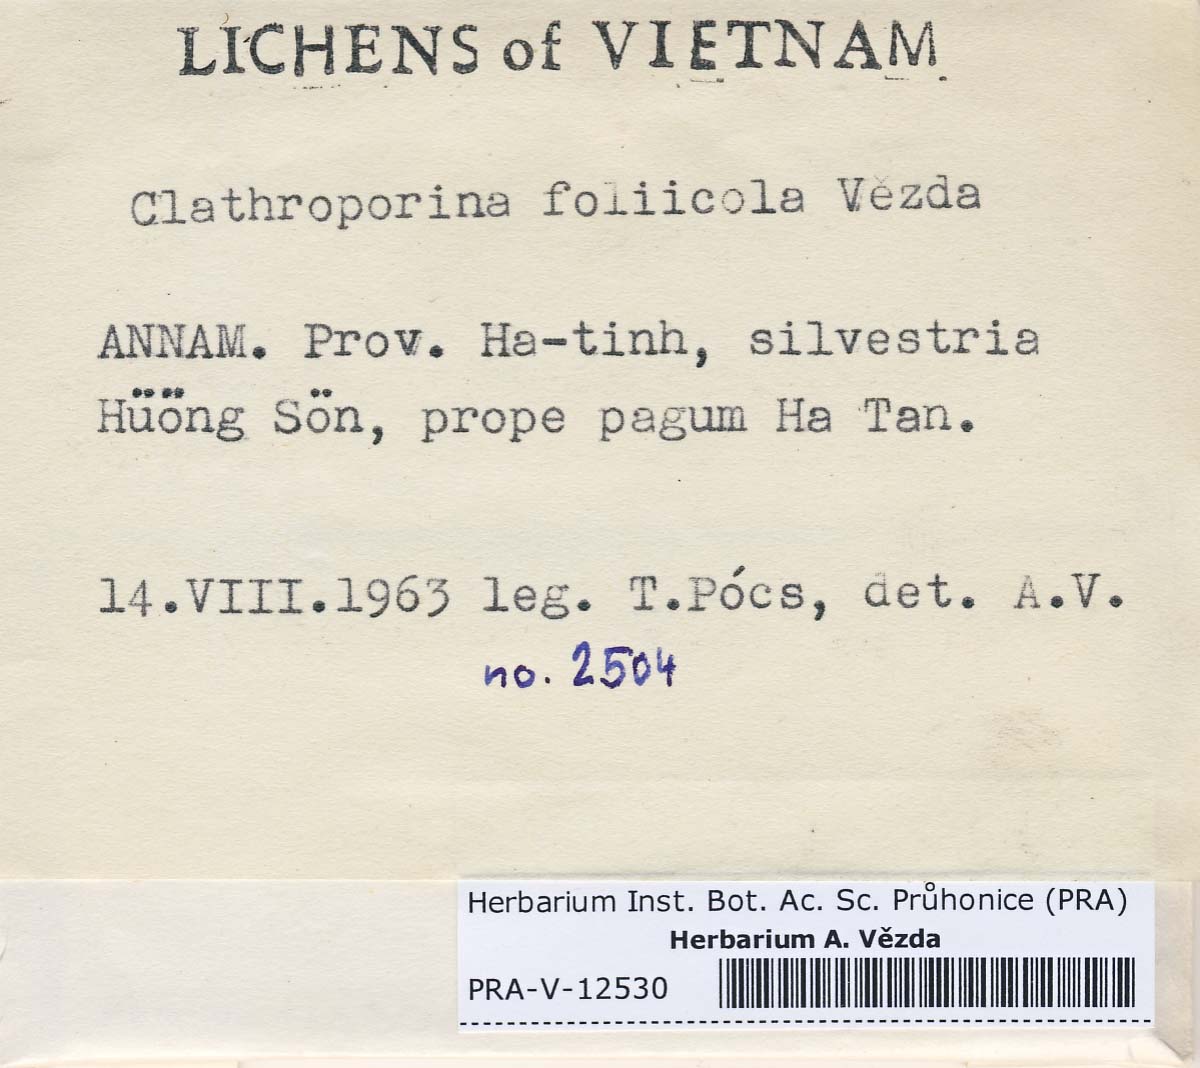 LICHENS of VIETNAM
Clathroporina foliicola Vězda
ANNAM. Prov. Ha-tinh, silvestria
Hüöng Sön, prope pagum Ha Tan.
14.VIII.1963 leg. T.Pócs, det. A.V.
no. 2504
Herbarium Inst. Bot. Ac. Sc. Průhonice (PRA)
Herbarium A. Vězda
PRA-V-12530